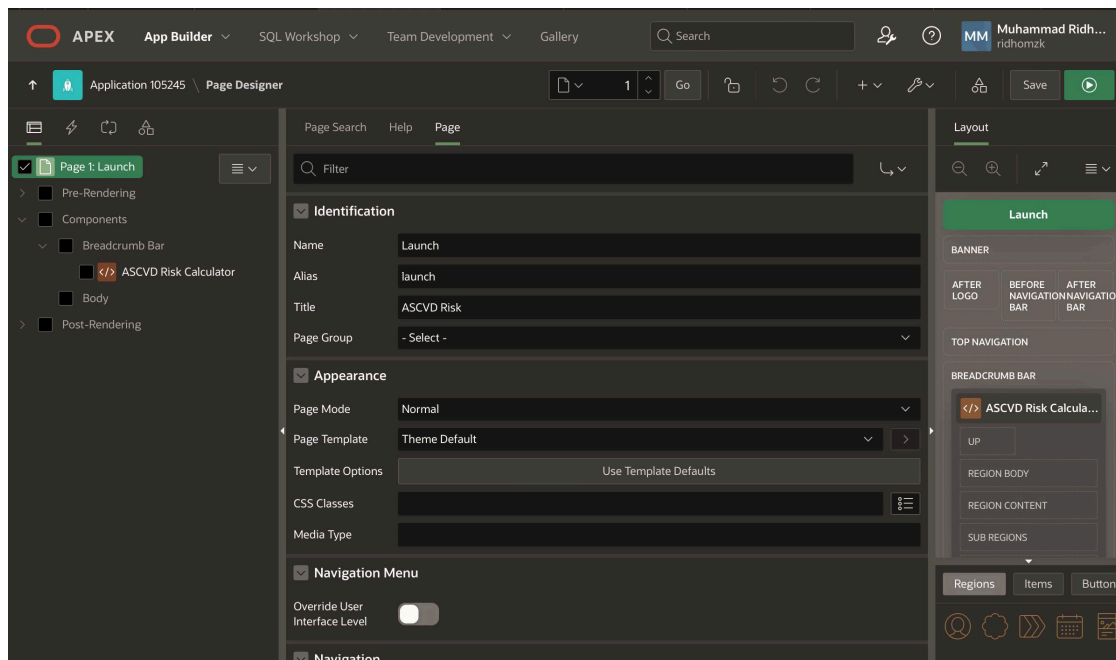 APEX App Builder SQL Workshop Team Development Gallery Search MM Muhammad Ridh...
ridhomzk
Application 105245 \ Page Designer 1 Go Save
Page Search Help Page Layout
Page 1: Launch
Filter
Pre-Rendering
Components
Breadcrumb Bar
</> ASCVD Risk Calculator
Body
Post-Rendering
Identification
Name Launch
Alias launch
Title ASCVD Risk
Page Group - Select -
Appearance
Page Mode Normal
Page Template Theme Default
Template Options Use Template Defaults
CSS Classes
Media Type
Navigation Menu
Override User
Interface Level
Navigation
Launch
BANNER
AFTER
LOGO
BEFORE
NAVIGATION
BAR
AFTER
NAVIGATIO
BAR
TOP NAVIGATION
BREADCRUMB BAR
</> ASCVD Risk Calcula...
UP
REGION BODY
REGION CONTENT
SUB REGIONS
Regions Items Button